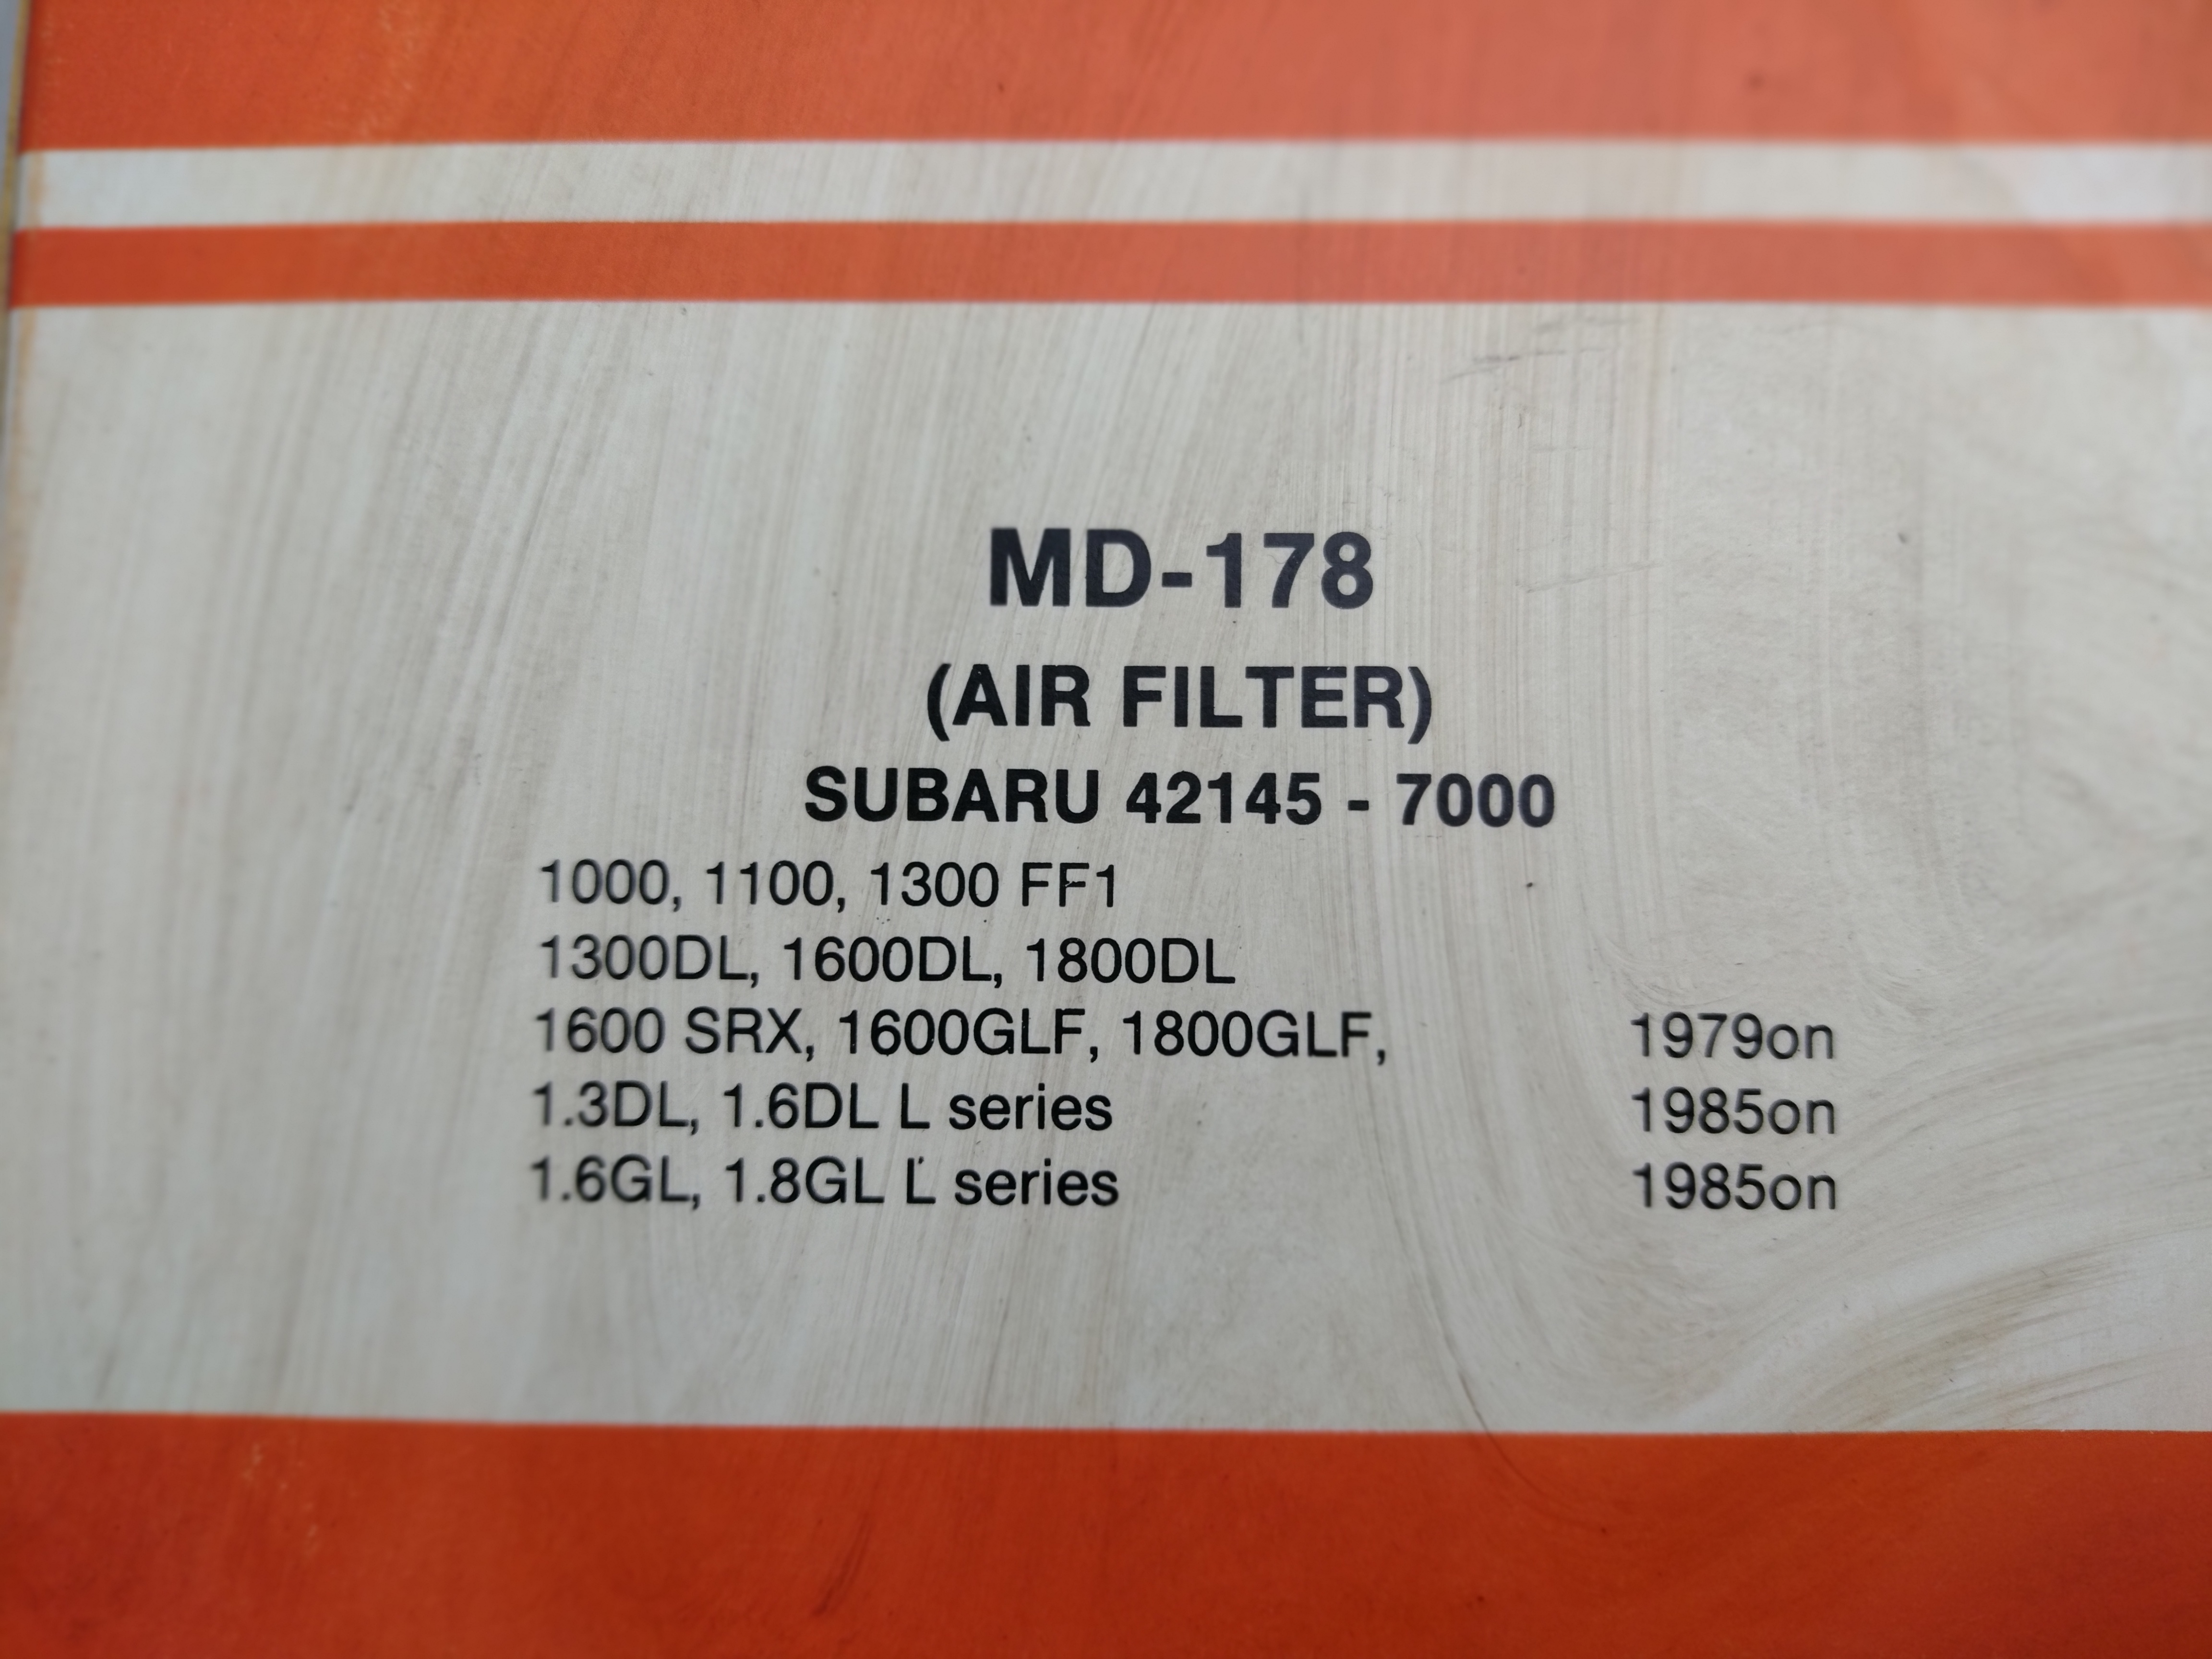 MD-178
(AIR FILTER)
SUBARU 42145 - 7000
1000, 1100, 1300 FF1
1300DL, 1600DL, 1800DL
1600 SRX, 1600GLF, 1800GLF, 1979on
1.3DL, 1.6DL L series 1985on
1.6GL, 1.8GL L series 1985on